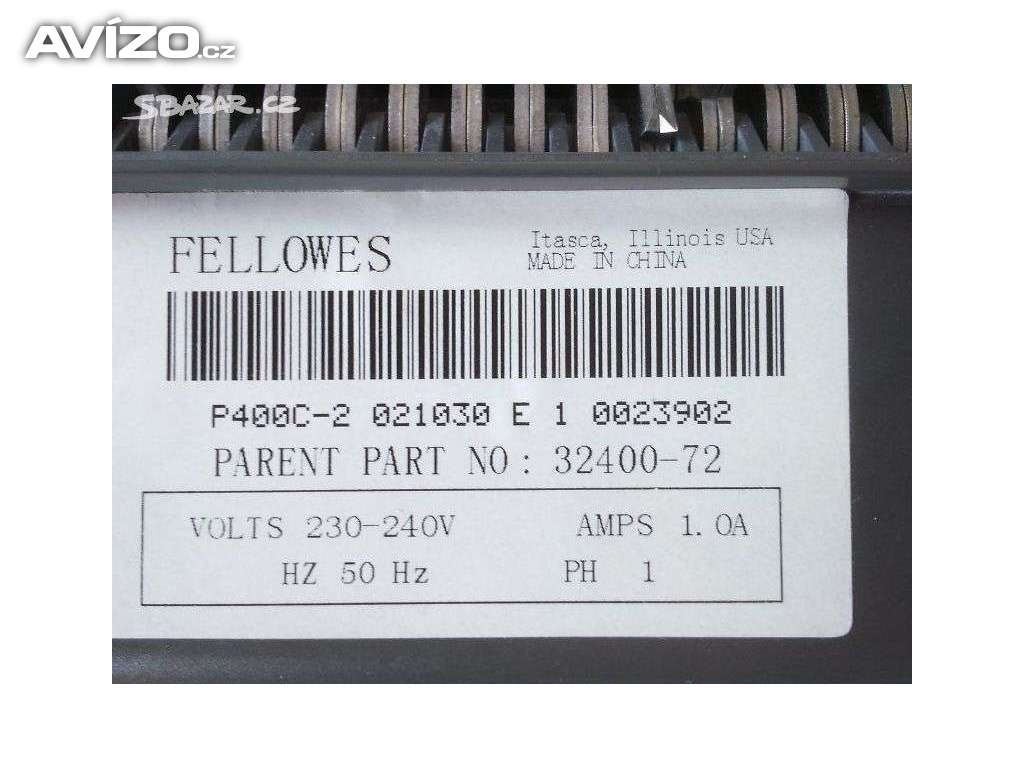 AVÍZO.cz
SBAZAR.CZ
FELLOWES
Itasca, Illinois USA
MADE IN CHINA
P400C-2 021030 E 1 0023902
PARENT PART NO: 32400-72
VOLTS 230-240V AMPS 1.0A
HZ 50 Hz PH 1